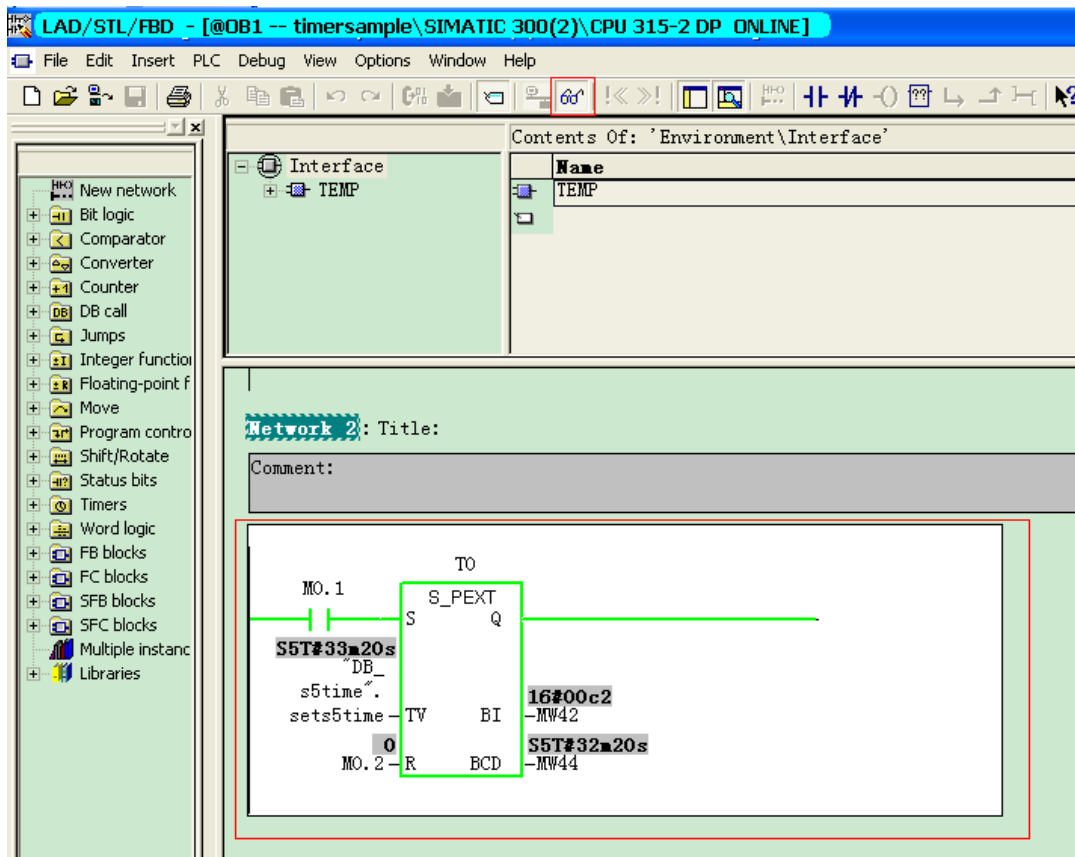 LAD/STL/FBD - [@OB1 -- timersample\SIMATIC 300(2)\CPU 315-2 DP ONLINE]
File Edit Insert PLC Debug View Options Window Help
Contents Of: 'Environment\Interface'
Interface
TEMP
Name
TEMP
New network
Bit logic
Comparator
Converter
Counter
DB call
Jumps
Integer function
Floating-point f
Move
Program contro
Shift/Rotate
Status bits
Timers
Word logic
FB blocks
FC blocks
SFB blocks
SFC blocks
Multiple instanc
Libraries
Network 2: Title:
Comment:
T0
M0.1
S_PEXT
S Q
S5T#33m20s
"DB_
s5time".
sets5time TV BI
16#00c2
MW42
0
M0.2 R BCD
S5T#32m20s
MW44